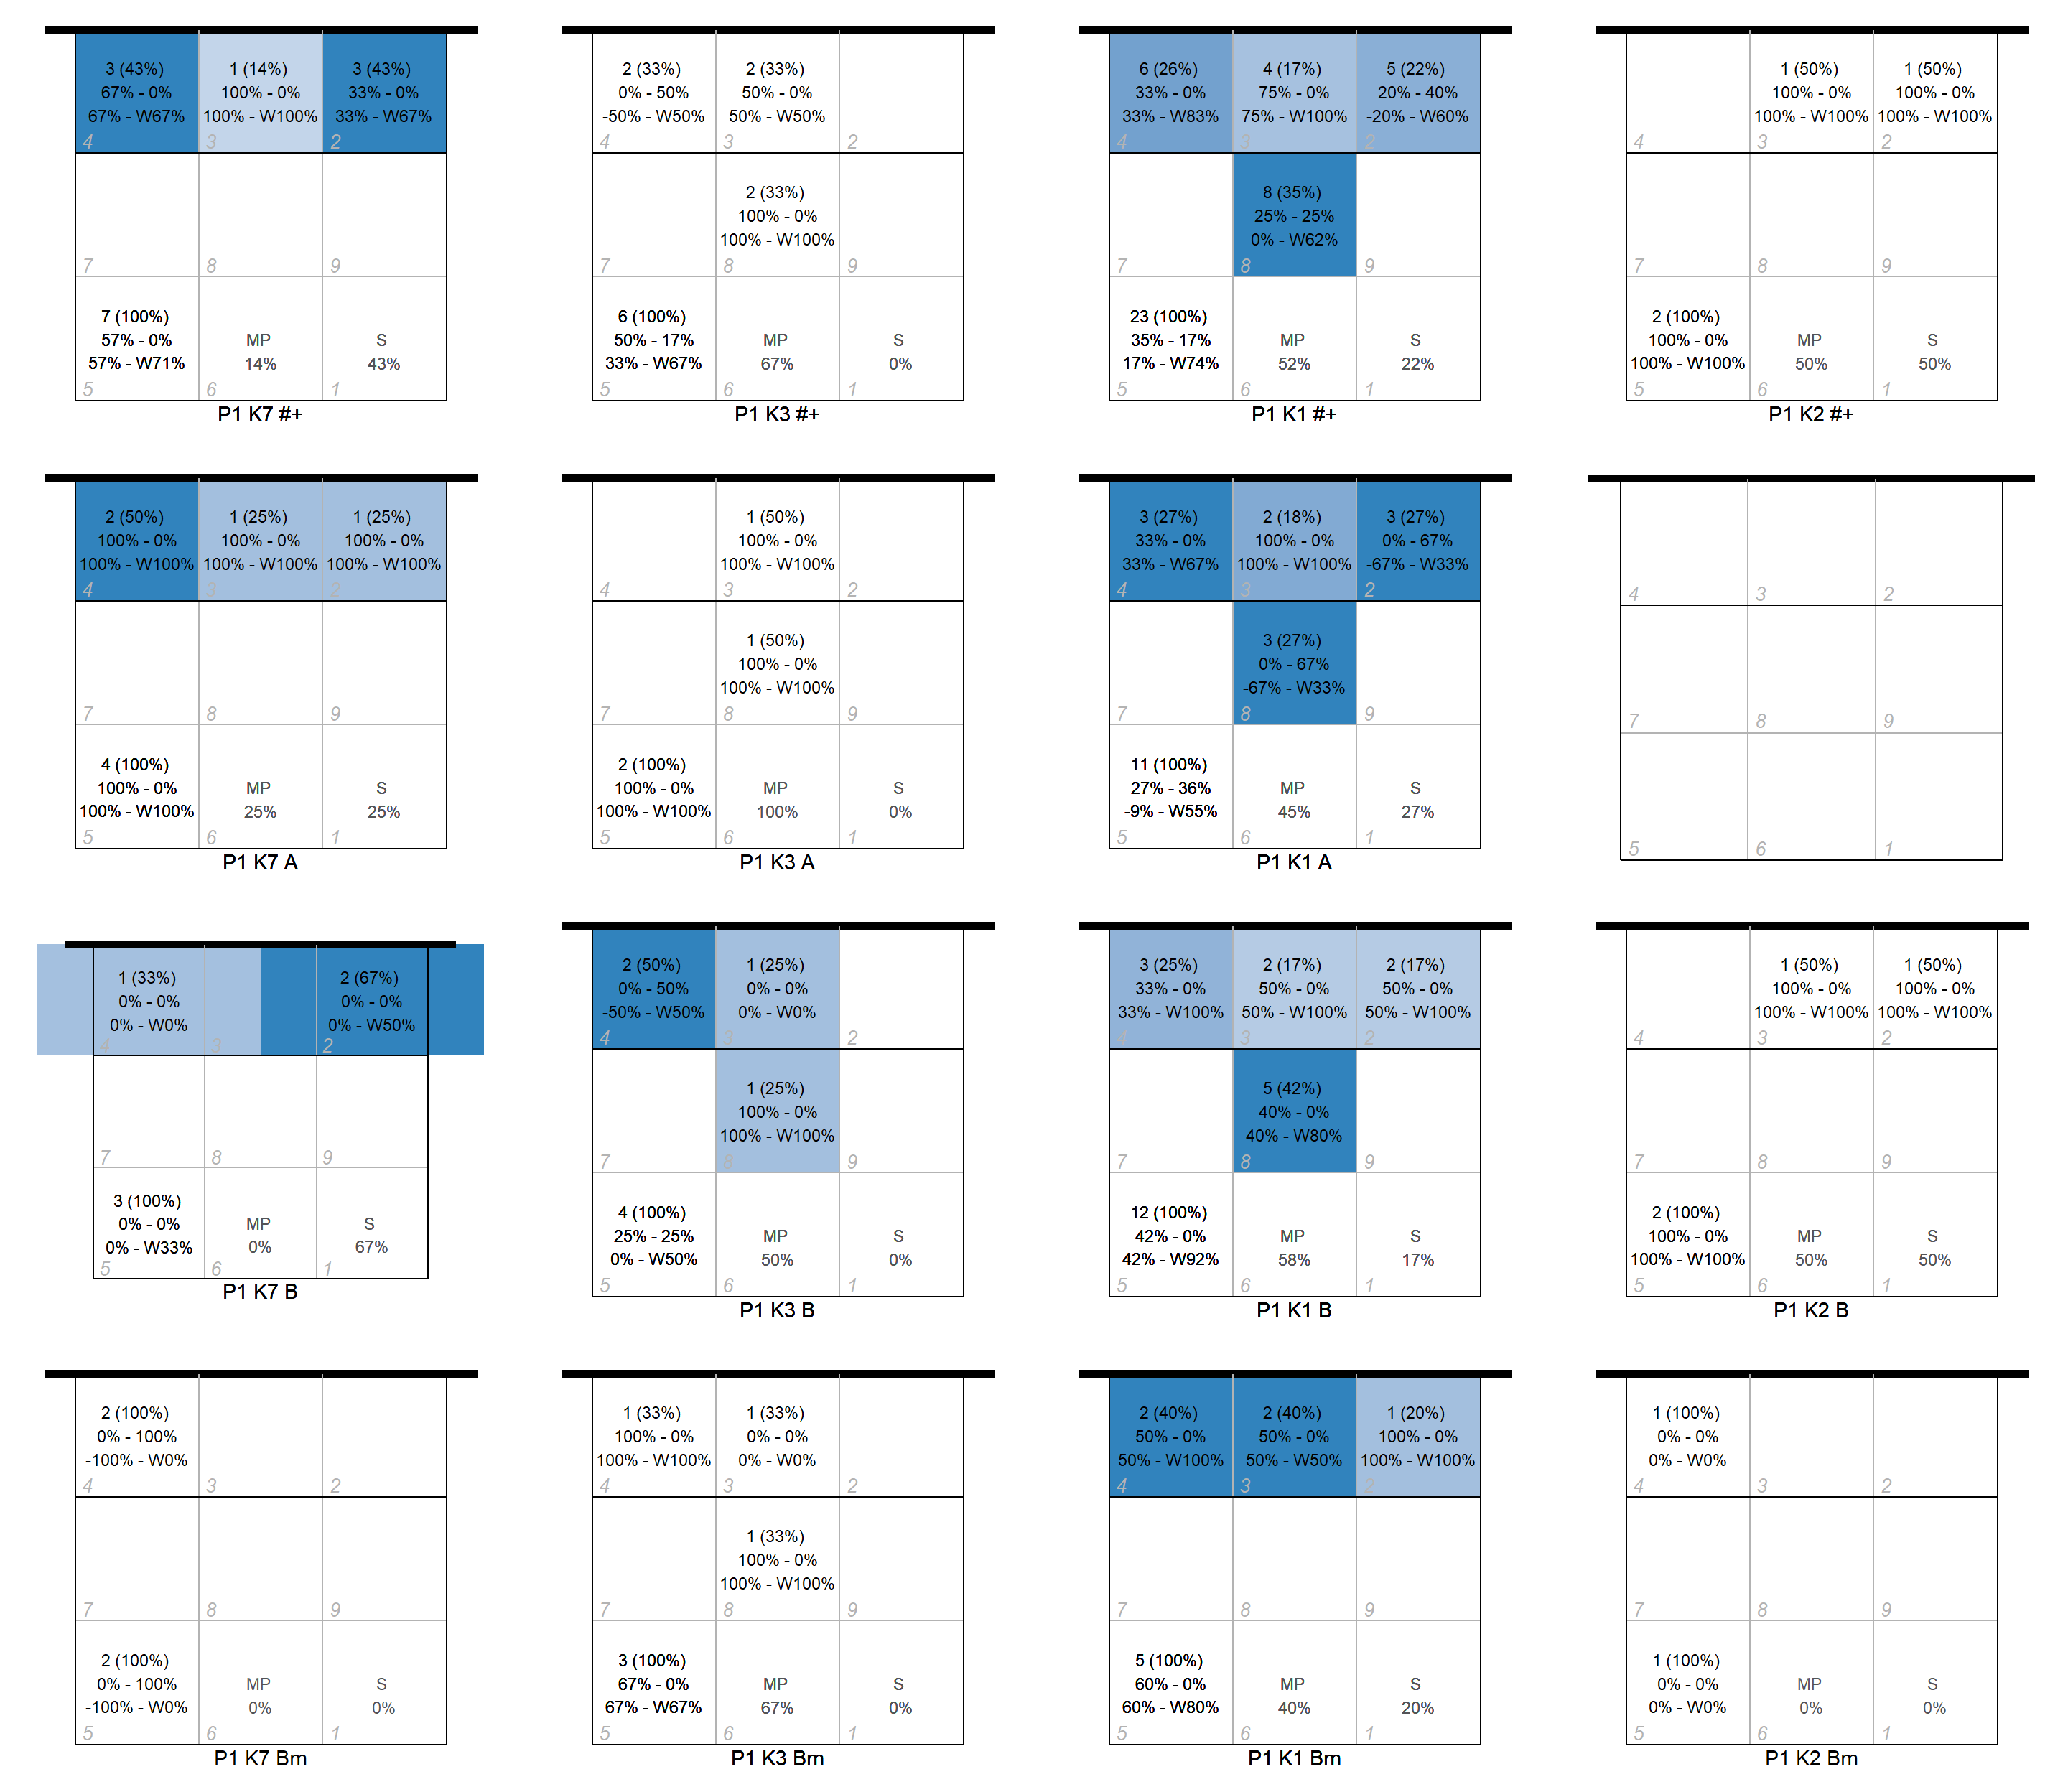 3 (43%)
67% - 0%
67% - W67%
4
1 (14%)
100% - 0%
100% - W100%
3
3 (43%)
33% - 0%
33% - W67%
2
7
8
9
7 (100%)
57% - 0%
57% - W71%
5
MP
14%
6
S
43%
1
P1 K7 #+
2 (33%)
0% - 50%
-50% - W50%
4
2 (33%)
50% - 0%
50% - W50%
3
2
7
2 (33%)
100% - 0%
100% - W100%
8
9
6 (100%)
50% - 17%
33% - W67%
5
MP
67%
6
S
0%
1
P1 K3 #+
6 (26%)
33% - 0%
33% - W83%
4
4 (17%)
75% - 0%
75% - W100%
3
5 (22%)
20% - 40%
-20% - W60%
2
7
8 (35%)
25% - 25%
0% - W62%
8
9
23 (100%)
35% - 17%
17% - W74%
5
MP
52%
6
S
22%
1
P1 K1 #+
4
1 (50%)
100% - 0%
100% - W100%
3
1 (50%)
100% - 0%
100% - W100%
2
7
8
9
2 (100%)
100% - 0%
100% - W100%
5
MP
50%
6
S
50%
1
P1 K2 #+
2 (50%)
100% - 0%
100% - W100%
4
1 (25%)
100% - 0%
100% - W100%
3
1 (25%)
100% - 0%
100% - W100%
2
7
8
9
4 (100%)
100% - 0%
100% - W100%
5
MP
25%
6
S
25%
1
P1 K7 A
4
1 (50%)
100% - 0%
100% - W100%
3
2
7
1 (50%)
100% - 0%
100% - W100%
8
9
2 (100%)
100% - 0%
100% - W100%
5
MP
100%
6
S
0%
1
P1 K3 A
3 (27%)
33% - 0%
33% - W67%
4
2 (18%)
100% - 0%
100% - W100%
3
3 (27%)
0% - 67%
-67% - W33%
2
7
3 (27%)
0% - 67%
-67% - W33%
8
9
11 (100%)
27% - 36%
-9% - W55%
5
MP
45%
6
S
27%
1
P1 K1 A
4
3
2
7
8
9
5
6
1
1 (33%)
0% - 0%
0% - W0%
4
3
2 (67%)
0% - 0%
0% - W50%
2
7
8
9
3 (100%)
0% - 0%
0% - W33%
5
MP
0%
6
S
67%
1
P1 K7 B
2 (50%)
0% - 50%
-50% - W50%
4
1 (25%)
0% - 0%
0% - W0%
3
2
7
1 (25%)
100% - 0%
100% - W100%
8
9
4 (100%)
25% - 25%
0% - W50%
5
MP
50%
6
S
0%
1
P1 K3 B
3 (25%)
33% - 0%
33% - W100%
4
2 (17%)
50% - 0%
50% - W100%
3
2 (17%)
50% - 0%
50% - W100%
2
7
5 (42%)
40% - 0%
40% - W80%
8
9
12 (100%)
42% - 0%
42% - W92%
5
MP
58%
6
S
17%
1
P1 K1 B
4
1 (50%)
100% - 0%
100% - W100%
3
1 (50%)
100% - 0%
100% - W100%
2
7
8
9
2 (100%)
100% - 0%
100% - W100%
5
MP
50%
6
S
50%
1
P1 K2 B
2 (100%)
0% - 100%
-100% - W0%
4
3
2
7
8
9
2 (100%)
0% - 100%
-100% - W0%
5
MP
0%
6
S
0%
1
P1 K7 Bm
1 (33%)
100% - 0%
100% - W100%
4
1 (33%)
0% - 0%
0% - W0%
3
2
7
1 (33%)
100% - 0%
100% - W100%
8
9
3 (100%)
67% - 0%
67% - W67%
5
MP
67%
6
S
0%
1
P1 K3 Bm
2 (40%)
50% - 0%
50% - W100%
4
2 (40%)
50% - 0%
50% - W50%
3
1 (20%)
100% - 0%
100% - W100%
2
7
8
9
5 (100%)
60% - 0%
60% - W80%
5
MP
40%
6
S
20%
1
P1 K1 Bm
1 (100%)
0% - 0%
0% - W0%
4
3
2
7
8
9
1 (100%)
0% - 0%
0% - W0%
5
MP
0%
6
S
0%
1
P1 K2 Bm